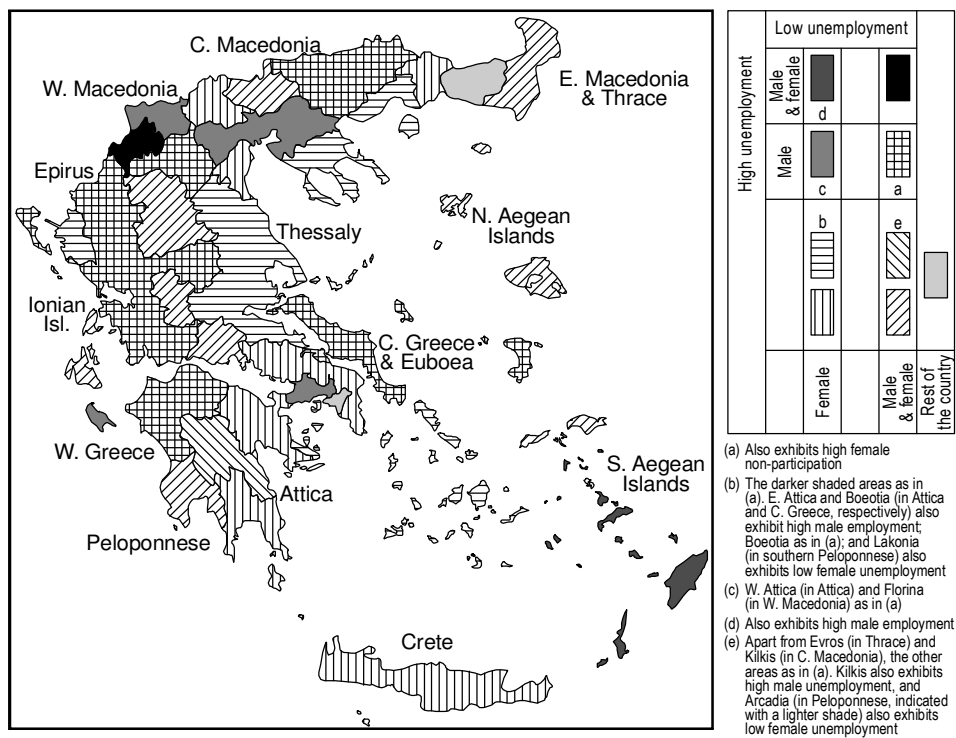 C. Macedonia
W. Macedonia
E. Macedonia
& Thrace
Epirus
Thessaly
N. Aegean
Islands
Ionian
Isl.
C. Greece
& Euboea
W. Greece
S. Aegean
Islands
Attica
Peloponnese
Crete
Low unemployment
High unemployment
Male
& female
d
Male
c
a
b
e
Female
Male
& female
Rest of
the country
(a) Also exhibits high female
non-participation
(b) The darker shaded areas as in
(a). E. Attica and Boeotia (in Attica
and C. Greece, respectively) also
exhibit high male employment;
Boeotia as in (a); and Lakonia
(in southern Peloponnese) also
exhibits low female unemployment
(c) W. Attica (in Attica) and Florina
(in W. Macedonia) as in (a)
(d) Also exhibits high male employment
(e) Apart from Evros (in Thrace) and
Kilkis (in C. Macedonia), the other
areas as in (a). Kilkis also exhibits
high male unemployment, and
Arcadia (in Peloponnese, indicated
with a lighter shade) also exhibits
low female unemployment